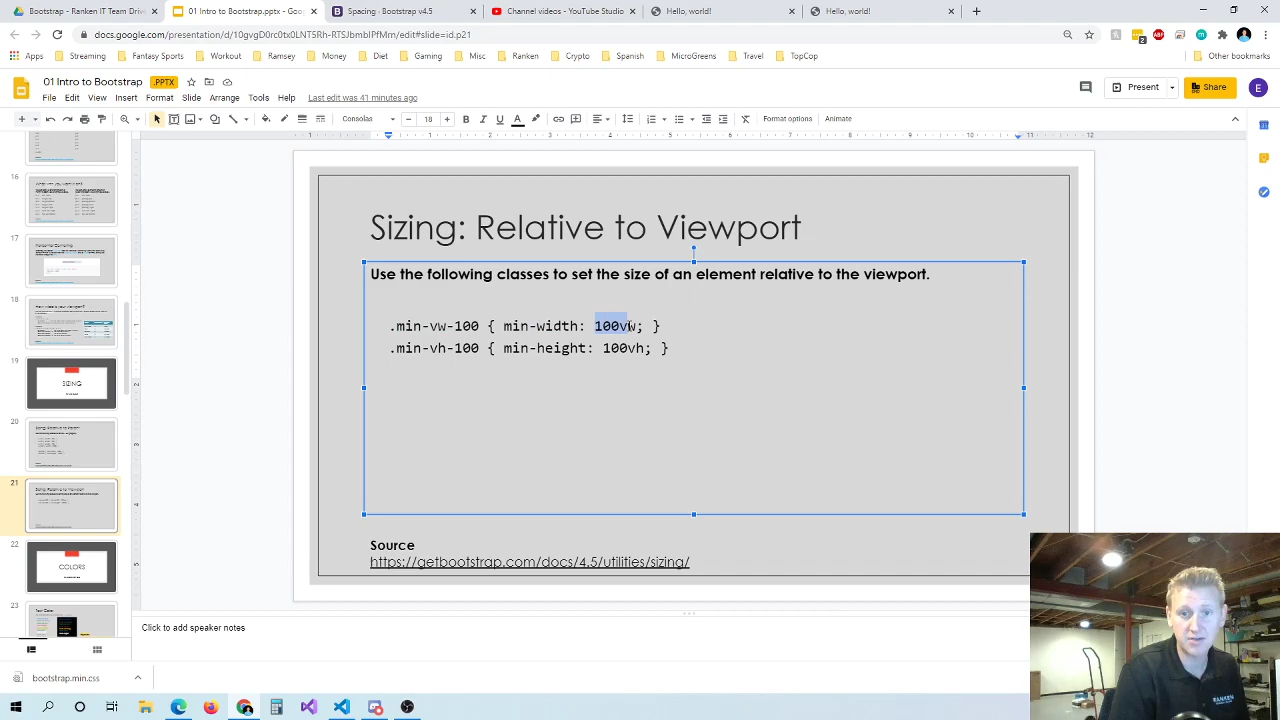 Ranken IT Team Drive
01 Intro to Bootstrap - Goo
Spacing · Bootstrap v4.5
Channel videos - YouTube Studio
Hello, world!
Hello, world!
docs.google.com/presentation/d/10gvgD0rc0tx0LNT5Rh-RTSJbmbIPfMm/edit#slide=id.p21
Apps
Streaming
Fantasy Sports
Workout
Ramsey
Money
Diet
Gaming
Misc
Ranken
Crypto
Spanish
MicroGreens
Travel
TopCop
Other bookmarks
01 Intro to Bootstrap
.PPTX
File
Edit
View
Insert
Format
Slide
Arrange
Tools
Help
Last edit was 41 minutes ago
Present
Share
E
Consolas
18
B
I
U
A
Format options
Animate
16
17
18
19
SIZING
20
21
22
COLORS
23
Sizing: Relative to Viewport
Use the following classes to set the size of an element relative to the viewport.
.min-vw-100 { min-width: 100vw; }
.min-vh-100 { min-height: 100vh; }
Source
https://getbootstrap.com/docs/4.5/utilities/sizing/
Click to add speaker notes
bootstrap.min.css
RANKEN